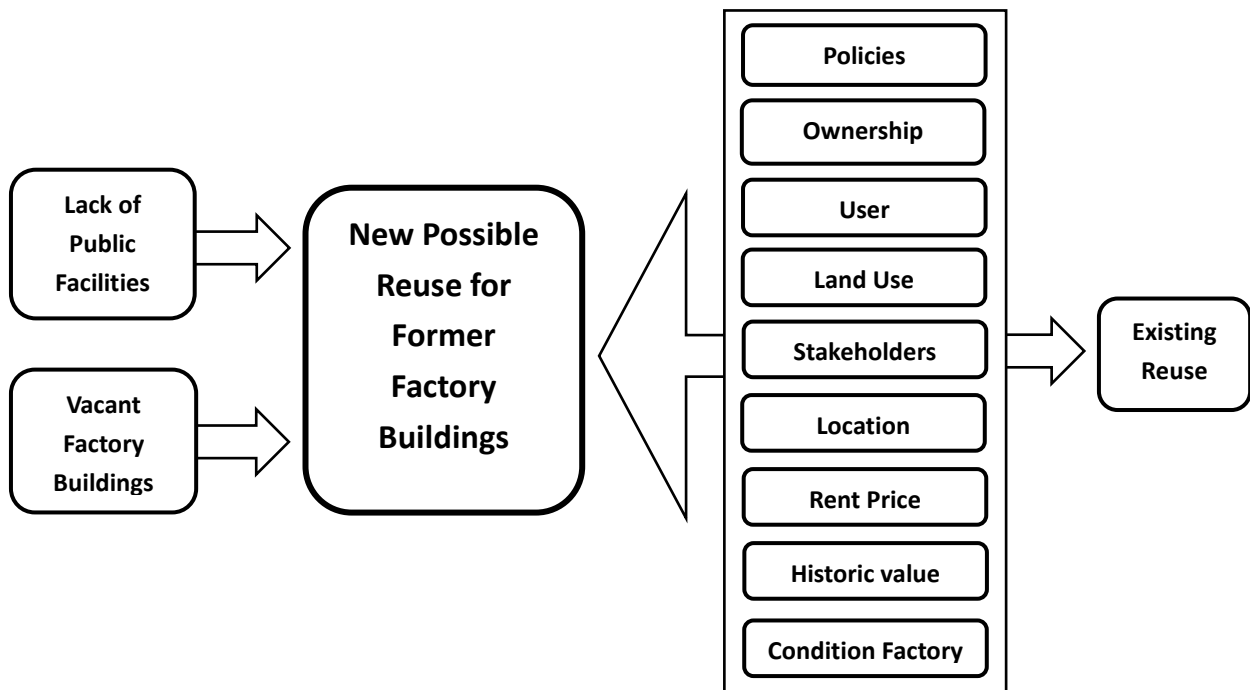 Lack of
Public
Facilities
Vacant
Factory
Buildings
New Possible
Reuse for
Former
Factory
Buildings
Policies
Ownership
User
Land Use
Stakeholders
Location
Rent Price
Historic value
Condition Factory
Existing
Reuse